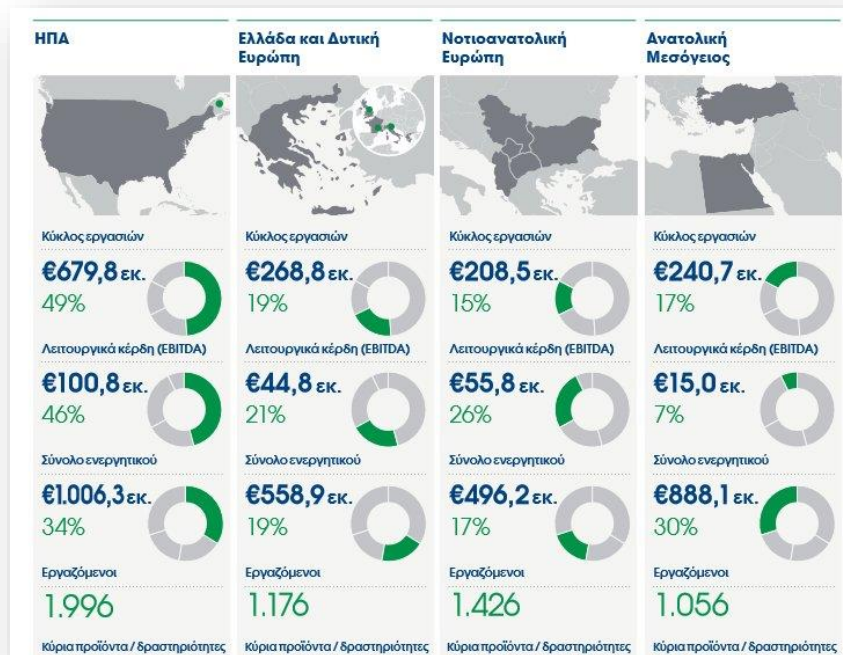 ΗΠΑ
Ελλάδα και Δυτική
Ευρώπη
Νοτιοανατολική
Ευρώπη
Ανατολική
Μεσόγειος
Κύκλος εργασιών
€679,8 εκ.
49%
Κύκλος εργασιών
€268,8 εκ.
19%
Κύκλος εργασιών
€208,5 εκ.
15%
Κύκλος εργασιών
€240,7 εκ.
17%
Λειτουργικά κέρδη (EBITDA)
€100,8 εκ.
46%
Λειτουργικά κέρδη (EBITDA)
€44,8 εκ.
21%
Λειτουργικά κέρδη (EBITDA)
€55,8 εκ.
26%
Λειτουργικά κέρδη (EBITDA)
€15,0 εκ.
7%
Σύνολο ενεργητικού
€1.006,3 εκ.
34%
Σύνολο ενεργητικού
€558,9 εκ.
19%
Σύνολο ενεργητικού
€496,2 εκ.
17%
Σύνολο ενεργητικού
€888,1 εκ.
30%
Εργαζόμενοι
1.996
Εργαζόμενοι
1.176
Εργαζόμενοι
1.426
Εργαζόμενοι
1.056
Κύρια προϊόντα / δραστηριότητες
Κύρια προϊόντα / δραστηριότητες
Κύρια προϊόντα / δραστηριότητες
Κύρια προϊόντα / δραστηριότητες